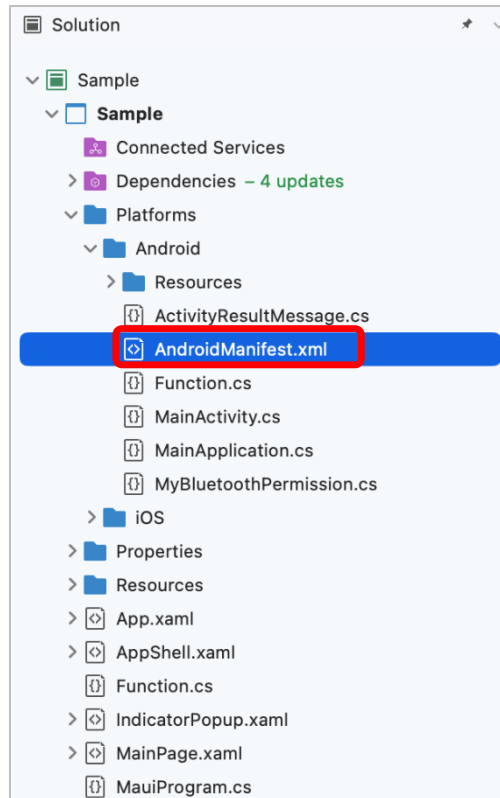 Solution
Sample
Sample
Connected Services
Dependencies – 4 updates
Platforms
Android
Resources
ActivityResultMessage.cs
AndroidManifest.xml
Function.cs
MainActivity.cs
MainApplication.cs
MyBluetoothPermission.cs
iOS
Properties
Resources
App.xaml
AppShell.xaml
Function.cs
IndicatorPopup.xaml
MainPage.xaml
MauiProgram.cs